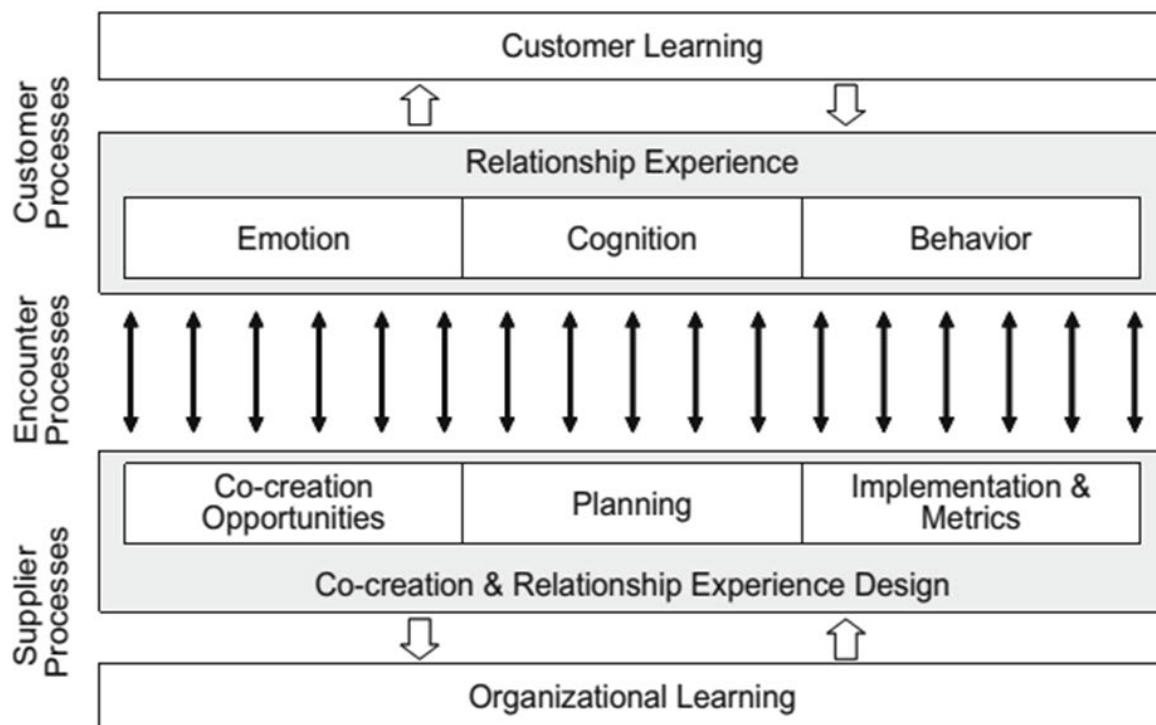 Customer Learning
Customer
Processes
Relationship Experience
Emotion
Cognition
Behavior
Encounter
Processes
Co-creation
Opportunities
Planning
Implementation &
Metrics
Co-creation & Relationship Experience Design
Supplier
Processes
Organizational Learning